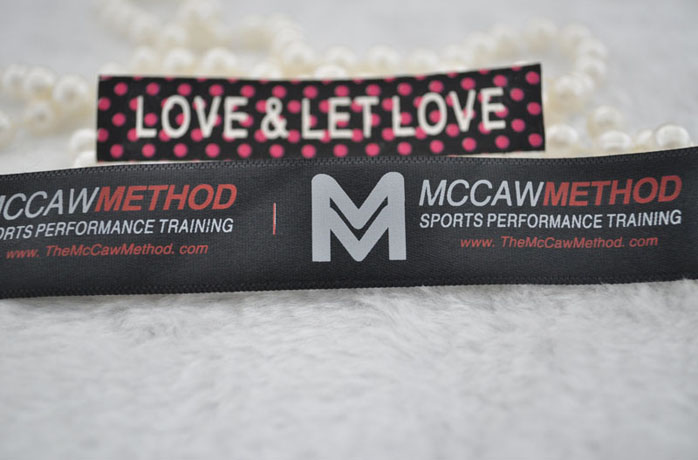 LOVE & LET LOVE
MCCAWMETHOD
SPORTS PERFORMANCE TRAINING
www. TheMcCawMethod. com
M
MCCAWMETHOD
SPORTS PERFORMANCE TRAINING
www. TheMcCawMethod. com